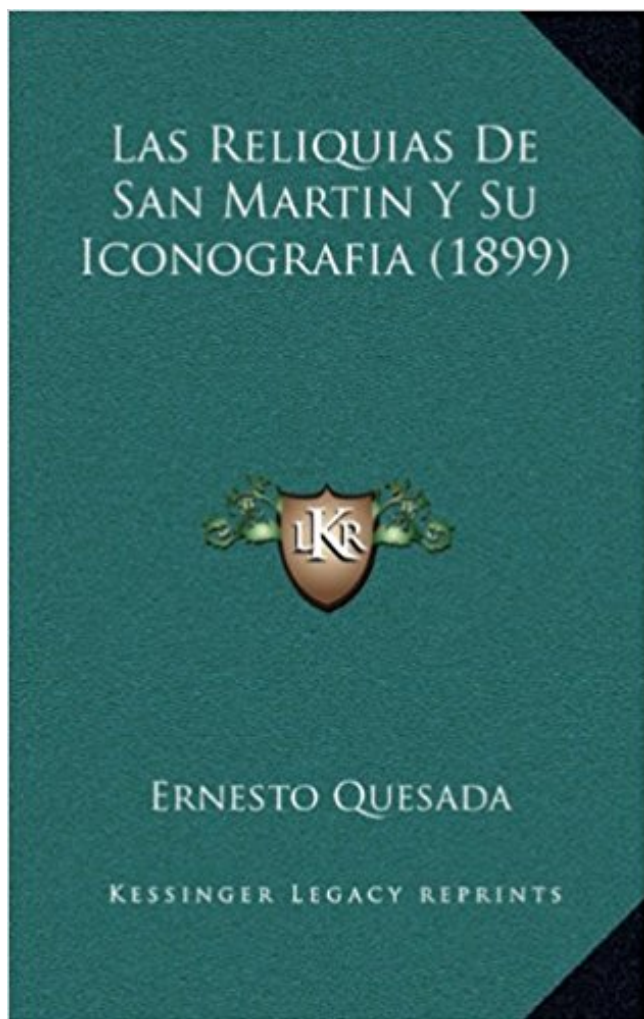 Las Reliquias De
San Martin Y Su
Iconografia (1899)
LKR
Ernesto Quesada
Kessinger Legacy reprints